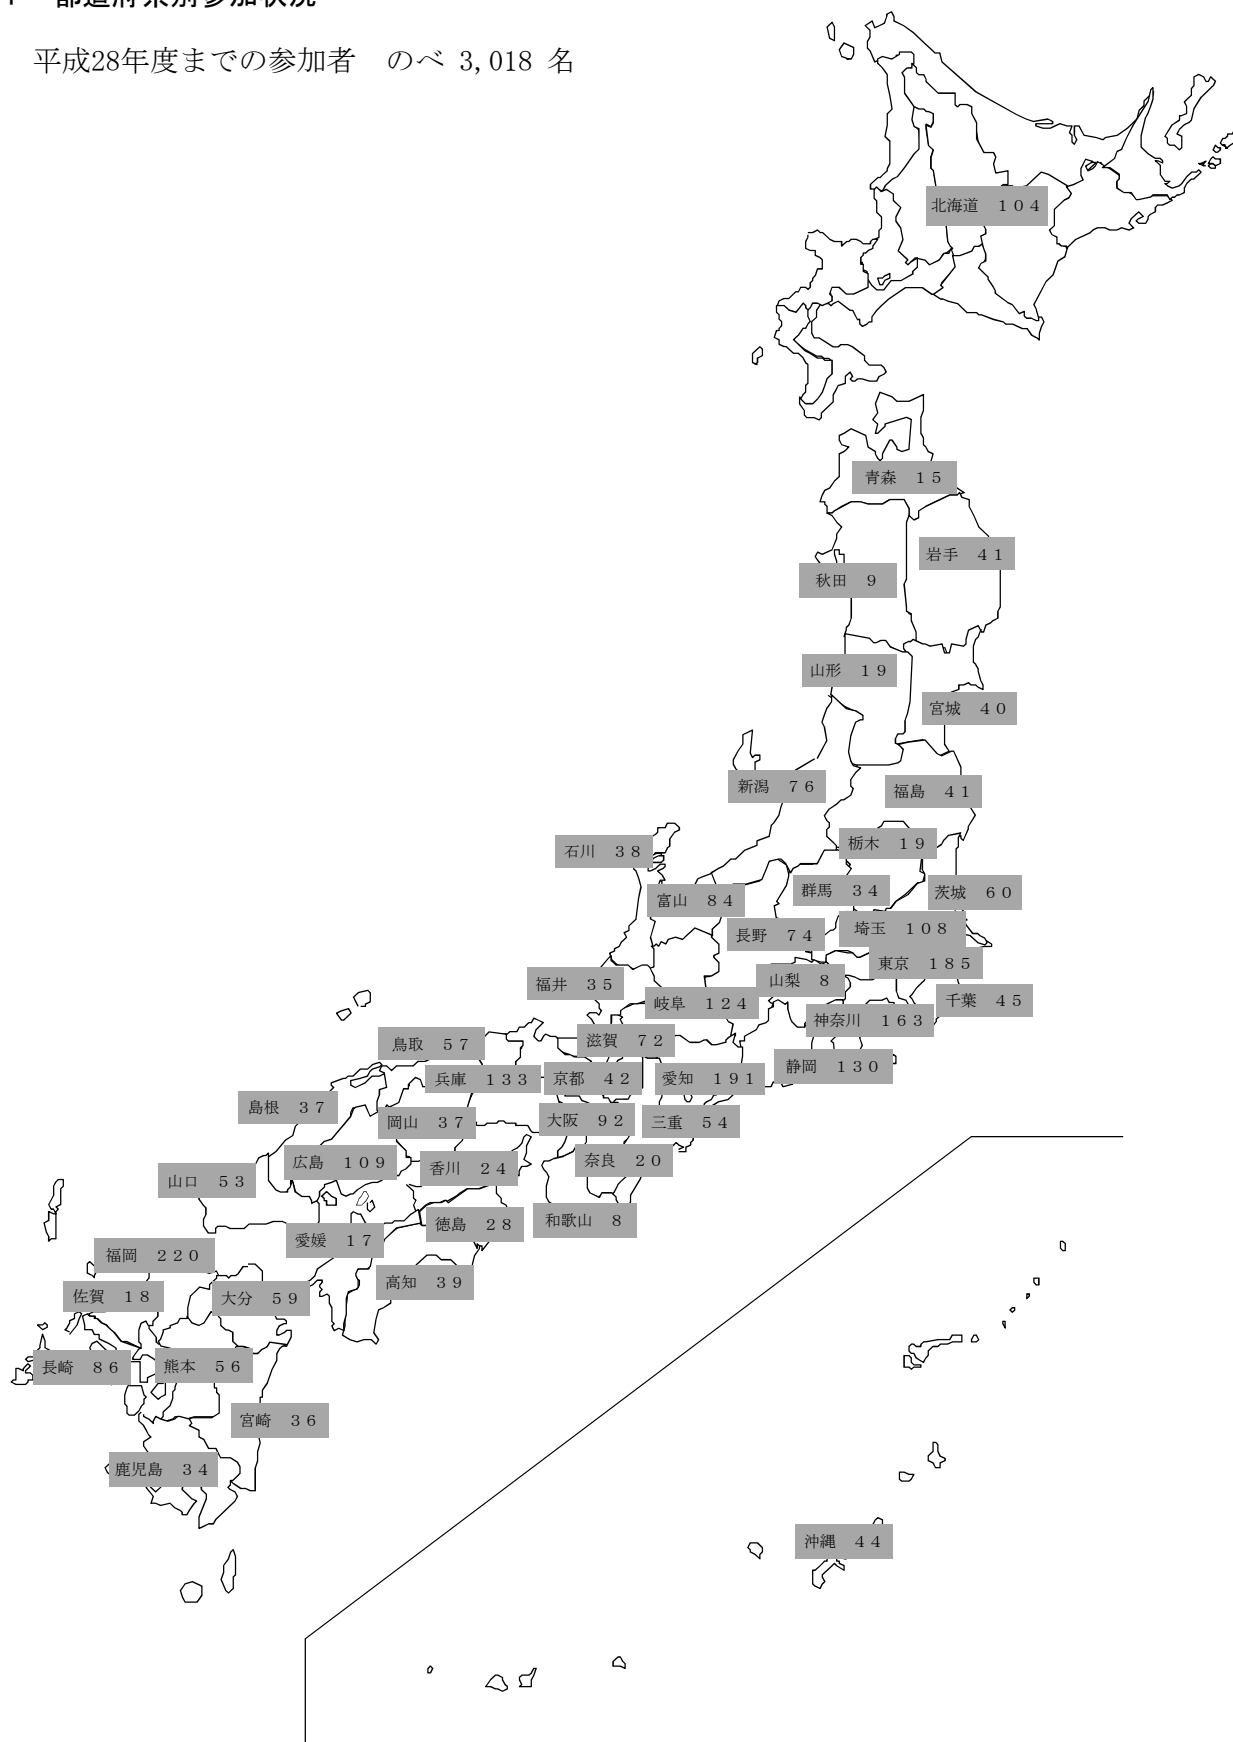 平成28年度までの参加者　のべ 3,018 名
北海道　１０４
青森　１５
岩手　４１
秋田　９
山形　１９
宮城　４０
新潟　７６
福島　４１
栃木　１９
石川　３８
群馬　３４
茨城　６０
富山　８４
埼玉　１０８
長野　７４
東京　１８５
山梨　８
福井　３５
岐阜　１２４
千葉　４５
神奈川　１６３
滋賀　７２
鳥取　５７
静岡　１３０
兵庫　１３３
京都　４２
愛知　１９１
島根　３７
岡山　３７
大阪　９２
三重　５４
広島　１０９
香川　２４
奈良　２０
山口　５３
徳島　２８
和歌山　８
愛媛　１７
福岡　２２０
高知　３９
佐賀　１８
大分　５９
長崎　８６
熊本　５６
宮崎　３６
鹿児島　３４
沖縄　４４